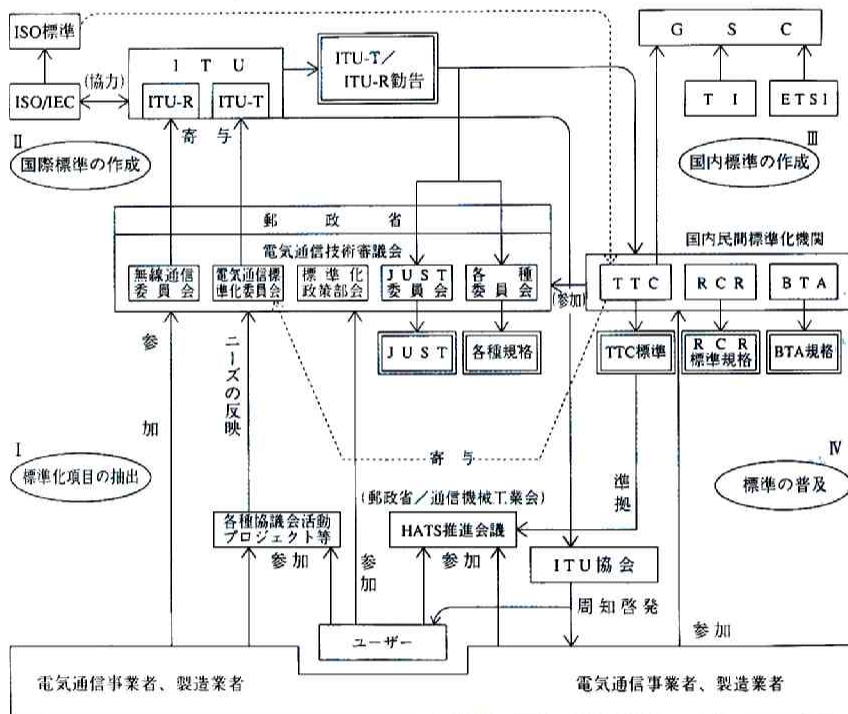 ISO標準
G S C
I T U
ITU-T／
ITU-R勧告
(協力)
ISO/IEC
ITU-R
ITU-T
T I
ETSI
寄 与
II
国際標準の作成
III
国内標準の作成
郵 政 省
電気通信技術審議会
国内民間標準化機関
無線通信
委員会
電気通信標
準化委員会
標準化
政策部会
JUST
委員会
各種
委員会
(参加)
TTC
RCR
BTA
JUST
各種規格
TTC標準
RCR
標準規格
BTA規格
参加
ニーズの反映
I
標準化項目の抽出
寄 与
準拠
IV
標準の普及
(郵政省／通信機械工業会)
各種協議会活動
プロジェクト等
HATS推進会議
参加
参加
参加
ITU協会
周知啓発
ユーザー
参加
電気通信事業者、製造業者
電気通信事業者、製造業者